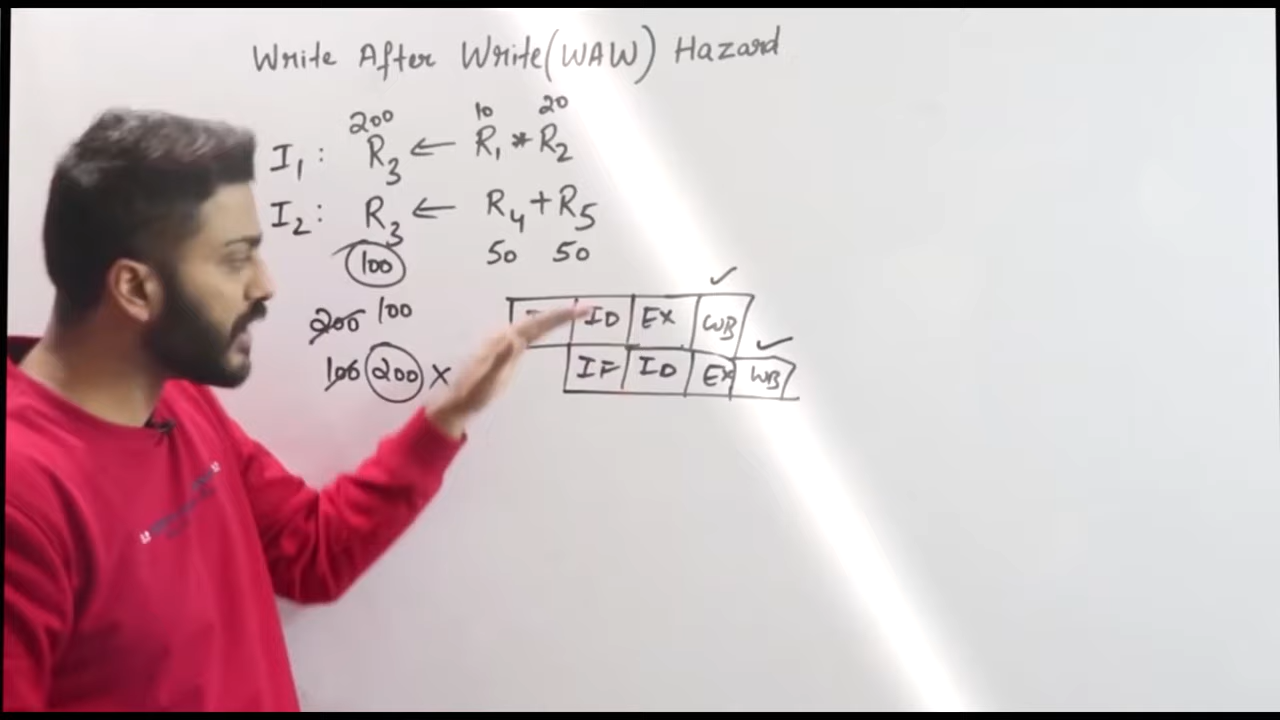 Write After Write(WAW) Hazard
200 10 20
I1: R3 ← R1 * R2
I2: R3 ← R4 + R5
100 50 50
200 100
100 200 ×
ID EX WB
IF ID EX WB